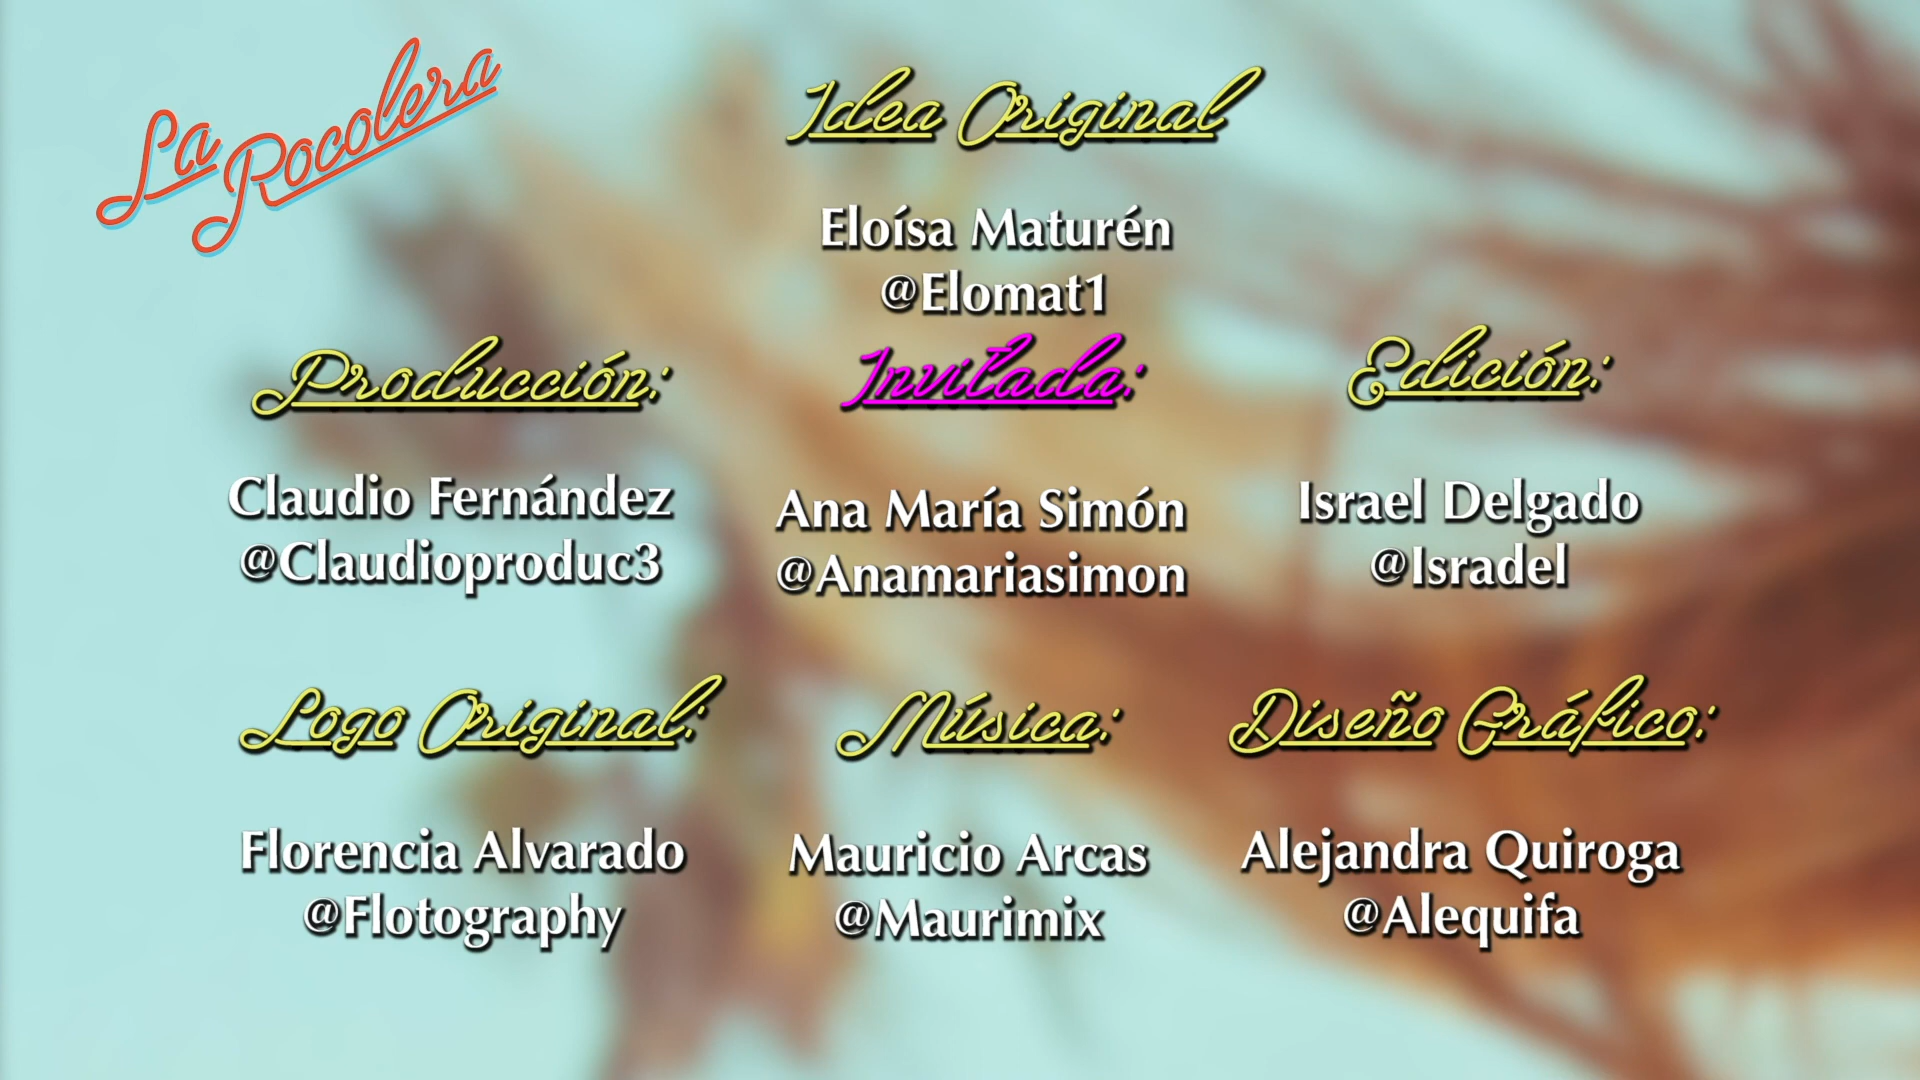 La
Rocolera
Idea Original
Eloísa Maturén
@Elomat1
Producción:
Claudio Fernández
@Claudioproduc3
Invitada:
Ana María Simón
@Anamariasimon
Edición:
Israel Delgado
@Isradel
Logo Original:
Florencia Alvarado
@Flotography
Música:
Mauricio Arcas
@Maurimix
Diseño Gráfico:
Alejandra Quiroga
@Alequifa